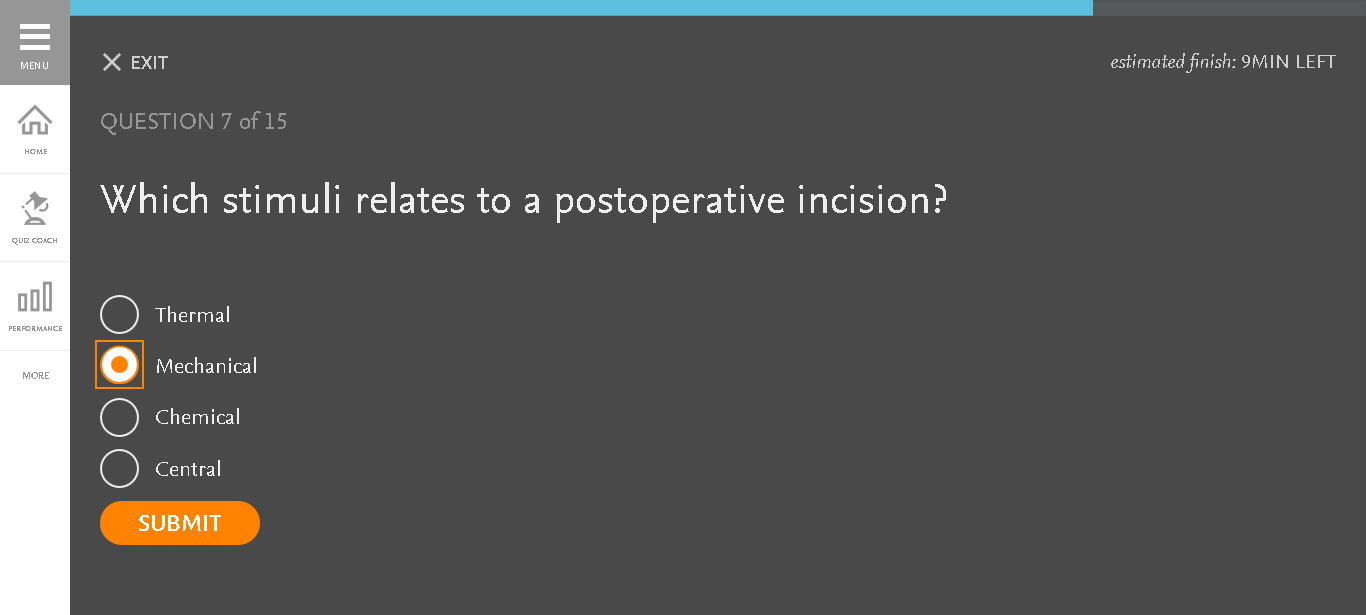 MENU
EXIT
estimated finish: 9MIN LEFT
HOME
QUESTION 7 of 15
Which stimuli relates to a postoperative incision?
QUIZ COACH
PERFORMANCE
MORE
Thermal
Mechanical
Chemical
Central
SUBMIT